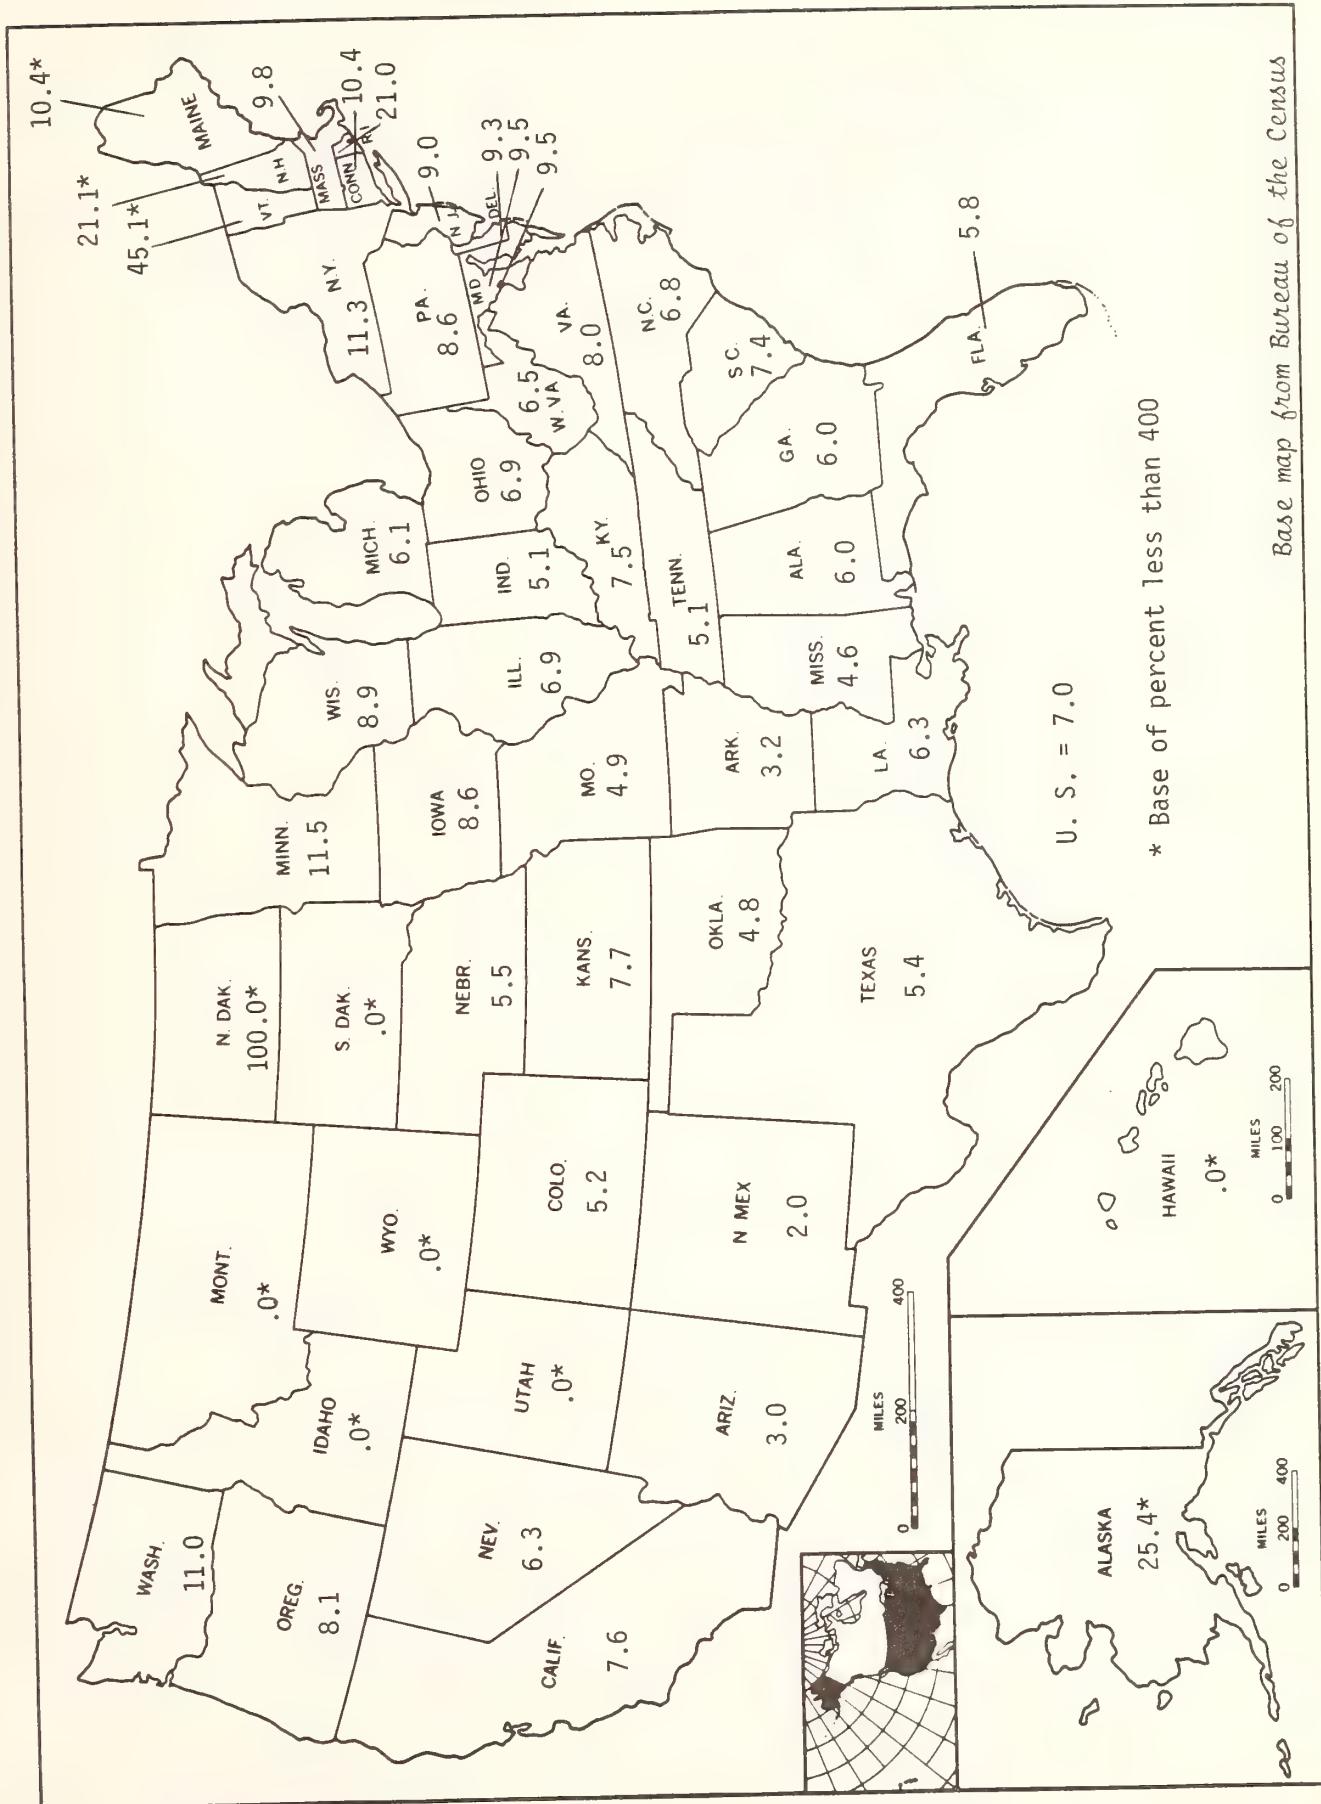 WASH.
11.0
OREG.
8.1
CALIF.
7.6
NEV.
6.3
IDAHO
.0*
MONT.
.0*
WYO.
.0*
UTAH
.0*
COLO.
5.2
ARIZ.
3.0
N MEX
2.0
N. DAK.
100.0*
S. DAK.
.0*
NEBR.
5.5
KANS.
7.7
OKLA.
4.8
TEXAS
5.4
MINN.
11.5
IOWA
8.6
MO.
4.9
ARK.
3.2
LA.
6.3
WIS.
8.9
ILL.
6.9
MICH.
6.1
IND.
5.1
OHIO
6.9
KY.
7.5
TENN.
5.1
MISS.
4.6
ALA.
6.0
GA.
6.0
FLA.
5.8
S C.
7.4
N.C.
6.8
VA.
8.0
6.5
W.VA
PA.
8.6
N.Y.
11.3
MD
DEL.
9.3
9.5
9.5
N J.
9.0
CONN.
10.4
R.I
21.0
MASS
9.8
VT.
45.1*
N.H
21.1*
MAINE
10.4*
ALASKA
25.4*
MILES
0 200 400
HAWAII
.0*
MILES
0 100 200
MILES
0 200 400
U. S. = 7.0
* Base of percent less than 400
Base map from Bureau of the Census